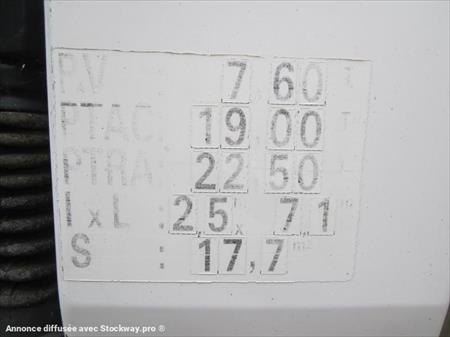 P.V 7 60 T
PTAC: 19 00 T
PTRA: 22,50
l x L : 2,5 m x 7,1 m
S : 17,7 m2
Annonce diffusée avec Stockway.pro ®